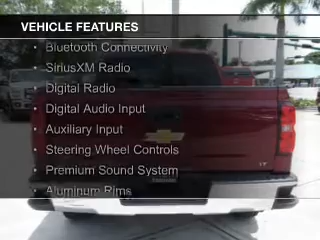 VEHICLE FEATURES
• Bluetooth Connectivity
• SiriusXM Radio
• Digital Radio
• Digital Audio Input
• Auxiliary Input
• Steering Wheel Controls
• Premium Sound System
• Aluminum Rims
LT